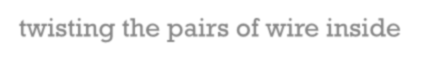 twisting the pairs of wire inside